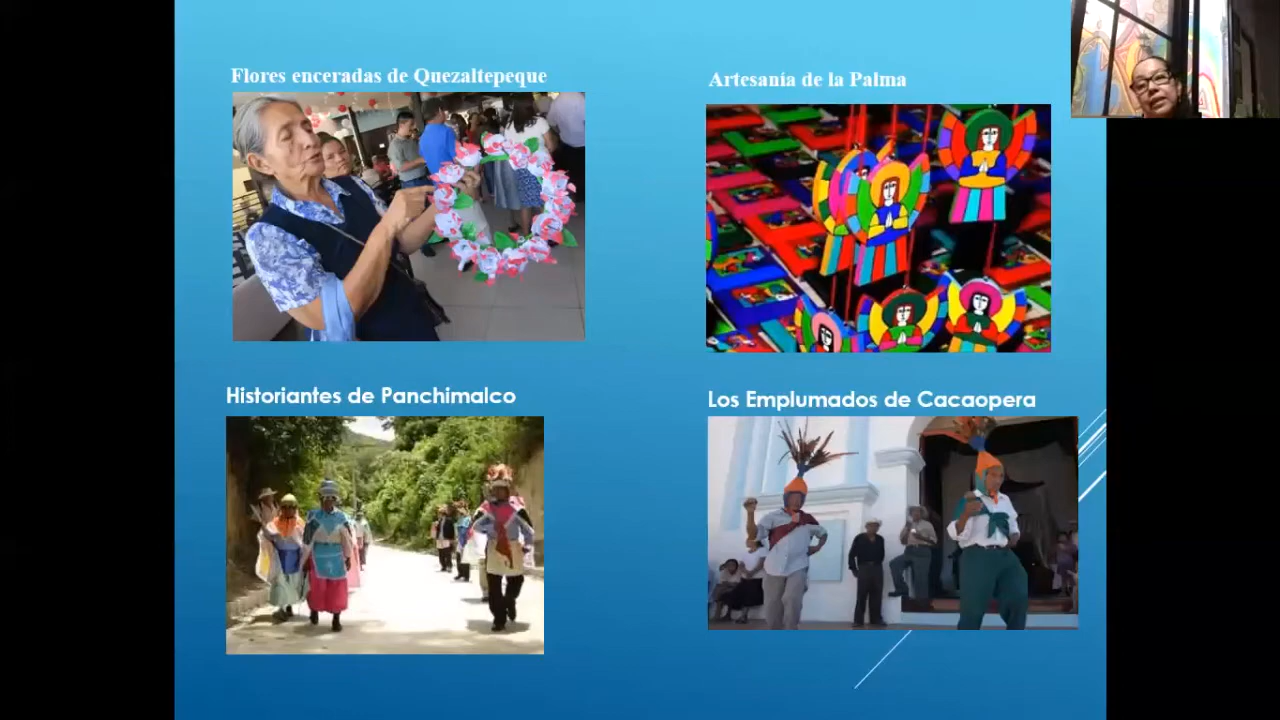 Flores enceradas de Quezaltepeque
Artesanía de la Palma
Historiantes de Panchimalco
Los Emplumados de Cacaopera